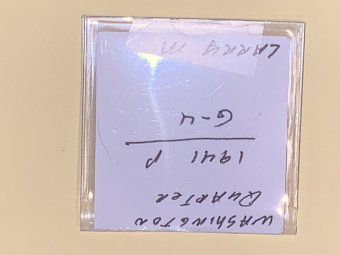 WASHINGTON
QUARTER
1941 P
G-4
LARRY M